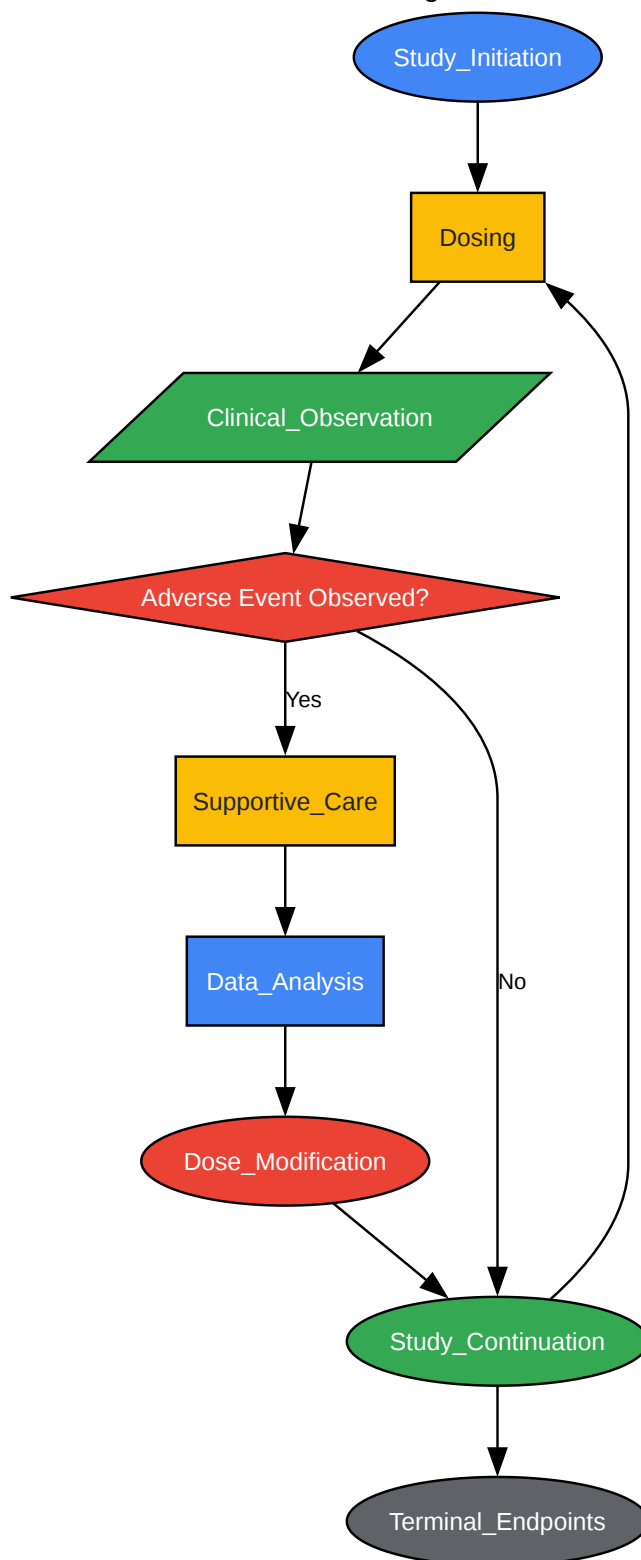 Study_Initiation
Dosing
Clinical_Observation
Adverse Event Observed?
Yes
Supportive_Care
Data_Analysis
No
Dose_Modification
Study_Continuation
Terminal_Endpoints